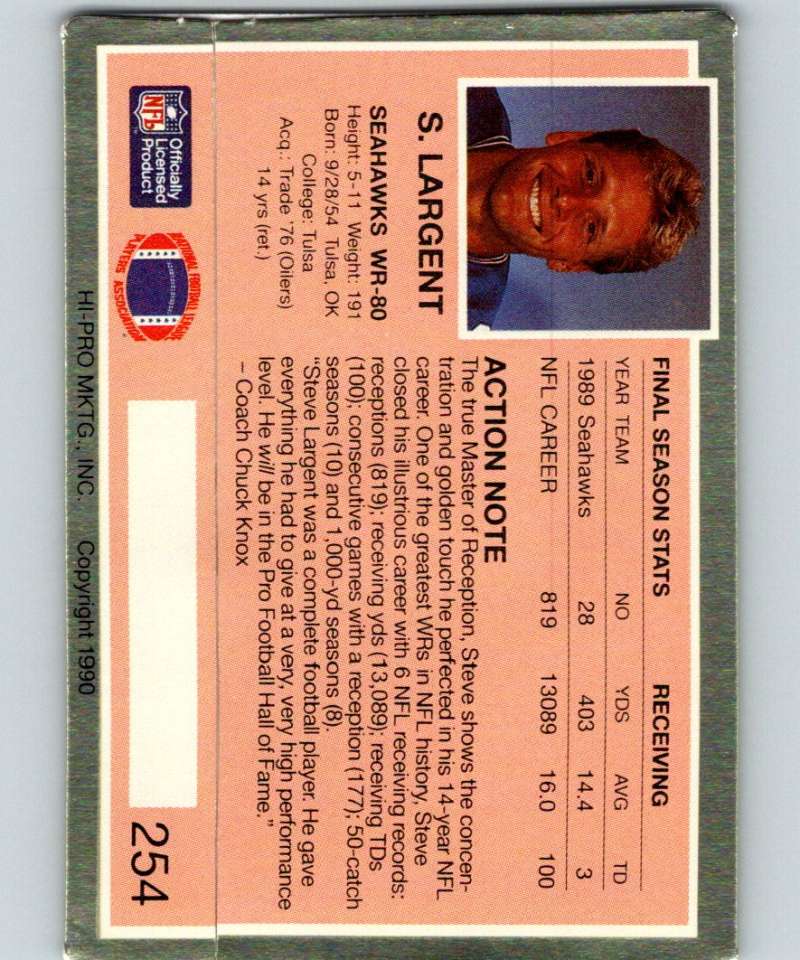 S. LARGENT
SEAHAWKS WR-80
Height: 5-11 Weight: 191
Born: 9/28/54 Tulsa, OK
College: Tulsa
Acq.: Trade '76 (Oilers)
14 yrs (ret.)
NFL
Officially
Licensed
Product
NATIONAL FOOTBALL LEAGUE
PLAYERS ASSOCIATION
FINAL SEASON STATS RECEIVING
YEAR TEAM NO YDS AVG TD
1989 Seahawks 28 403 14.4 3
NFL CAREER 819 13089 16.0 100
ACTION NOTE
The true Master of Reception, Steve shows the concen-
tration and golden touch he perfected in his 14-year NFL
career. One of the greatest WRs in NFL history, Steve
closed his illustrious career with 6 NFL receiving records:
receptions (819); receiving yds (13,089); receiving TDs
(100); consecutive games with a reception (177); 50-catch
seasons (10) and 1,000-yd seasons (8).
"Steve Largent was a complete football player. He gave
everything he had to give at a very, very high performance
level. He will be in the Pro Football Hall of Fame."
– Coach Chuck Knox
254
HI-PRO MKTG., INC. Copyright 1990